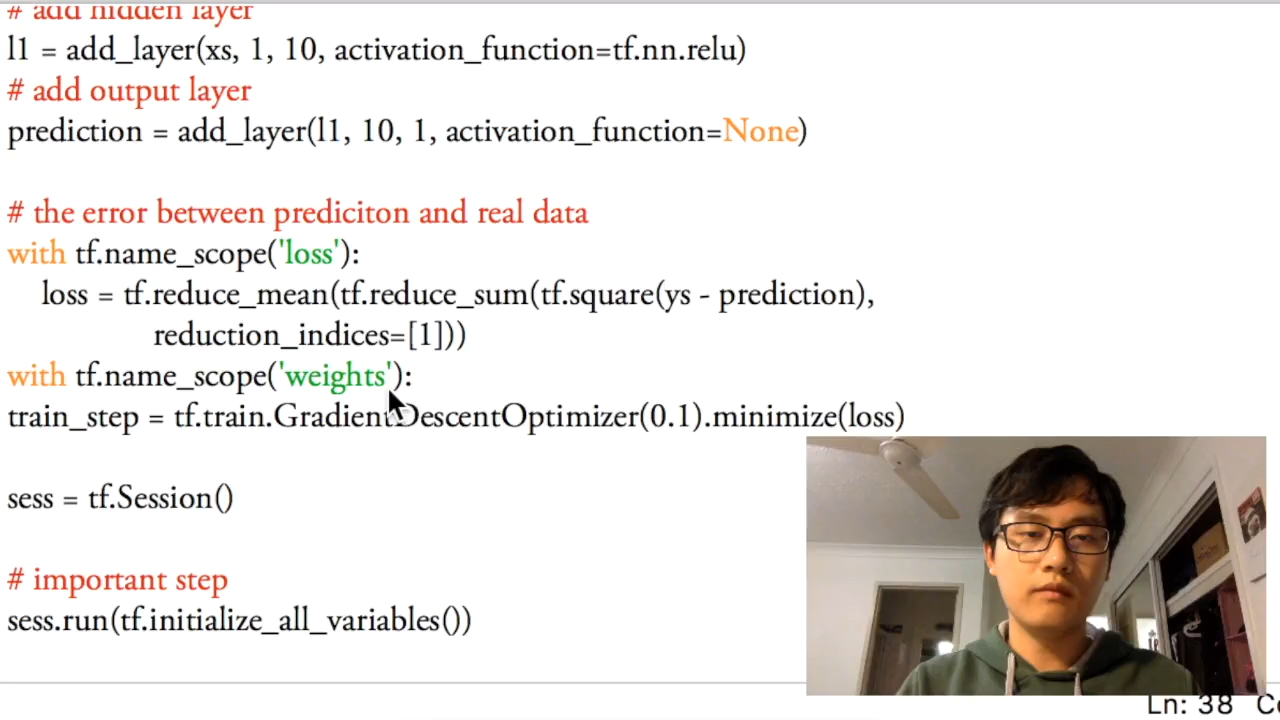 # add hidden layer
l1 = add_layer(xs, 1, 10, activation_function=tf.nn.relu)
# add output layer
prediction = add_layer(l1, 10, 1, activation_function=None)
# the error between prediciton and real data
with tf.name_scope('loss'):
loss = tf.reduce_mean(tf.reduce_sum(tf.square(ys - prediction),
reduction_indices=[1]))
with tf.name_scope('weights'):
train_step = tf.train.GradientDescentOptimizer(0.1).minimize(loss)
sess = tf.Session()
# important step
sess.run(tf.initialize_all_variables())
Ln: 38